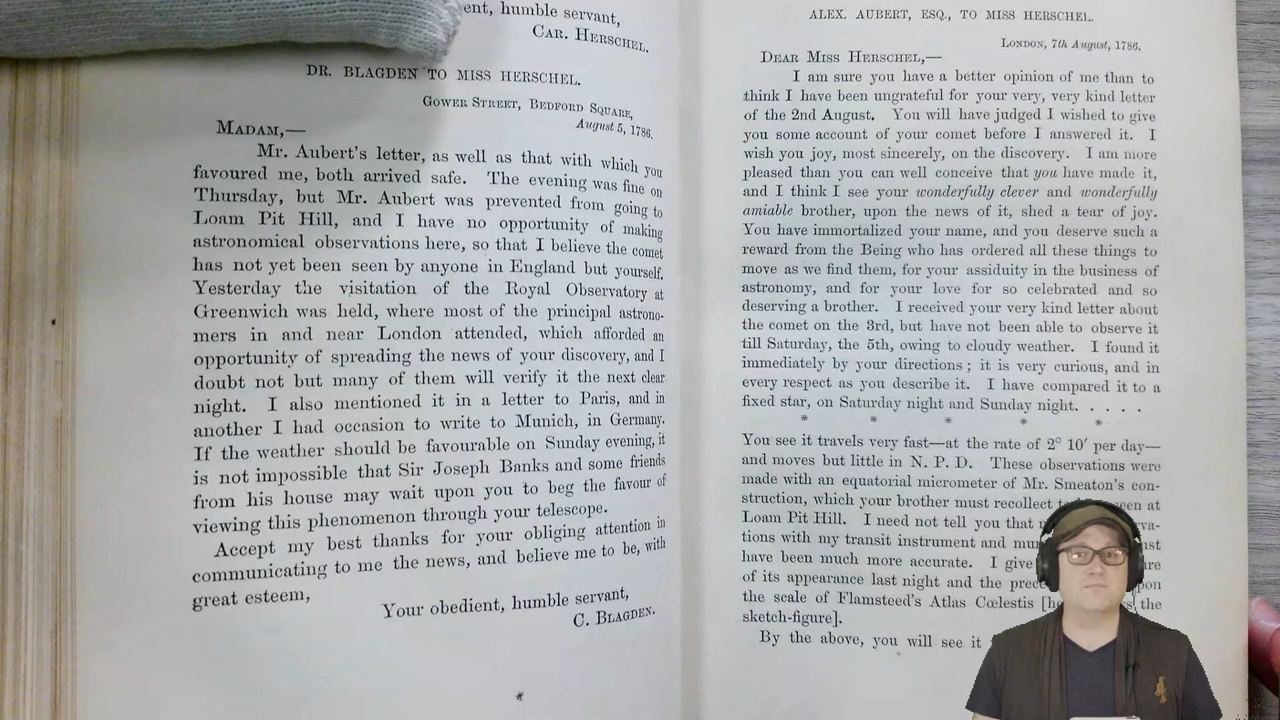 ent, humble servant,
CAR. HERSCHEL.
DR. BLAGDEN TO MISS HERSCHEL.
GOWER STREET, BEDFORD SQUARE,
August 5, 1786.
MADAM,—
Mr. Aubert's letter, as well as that with which you
favoured me, both arrived safe. The evening was fine on
Thursday, but Mr. Aubert was prevented from going to
Loam Pit Hill, and I have no opportunity of making
astronomical observations here, so that I believe the comet
has not yet been seen by anyone in England but yourself.
Yesterday the visitation of the Royal Observatory at
Greenwich was held, where most of the principal astrono-
mers in and near London attended, which afforded an
opportunity of spreading the news of your discovery, and I
doubt not but many of them will verify it the next clear
night. I also mentioned it in a letter to Paris, and in
another I had occasion to write to Munich, in Germany.
If the weather should be favourable on Sunday evening, it
is not impossible that Sir Joseph Banks and some friends
from his house may wait upon you to beg the favour of
viewing this phenomenon through your telescope.
Accept my best thanks for your obliging attention in
communicating to me the news, and believe me to be, with
great esteem,
Your obedient, humble servant,
C. BLAGDEN.
ALEX. AUBERT, ESQ., TO MISS HERSCHEL.
LONDON, 7th August, 1786.
DEAR MISS HERSCHEL,—
I am sure you have a better opinion of me than to
think I have been ungrateful for your very, very kind letter
of the 2nd August. You will have judged I wished to give
you some account of your comet before I answered it. I
wish you joy, most sincerely, on the discovery. I am more
pleased than you can well conceive that you have made it,
and I think I see your wonderfully clever and wonderfully
amiable brother, upon the news of it, shed a tear of joy.
You have immortalized your name, and you deserve such a
reward from the Being who has ordered all these things to
move as we find them, for your assiduity in the business of
astronomy, and for your love for so celebrated and so
deserving a brother. I received your very kind letter about
the comet on the 3rd, but have not been able to observe it
till Saturday, the 5th, owing to cloudy weather. I found it
immediately by your directions; it is very curious, and in
every respect as you describe it. I have compared it to a
fixed star, on Saturday night and Sunday night. . . . . .
* * * * *
You see it travels very fast—at the rate of 2° 10′ per day—
and moves but little in N. P. D. These observations were
made with an equatorial micrometer of Mr. Smeaton's con-
struction, which your brother must recollect een at
Loam Pit Hill. I need not tell you that va-
tions with my transit instrument and mu st
have been much more accurate. I give re
of its appearance last night and the prec pon
the scale of Flamsteed's Atlas Cœlestis [he s the
sketch-figure].
By the above, you will see it